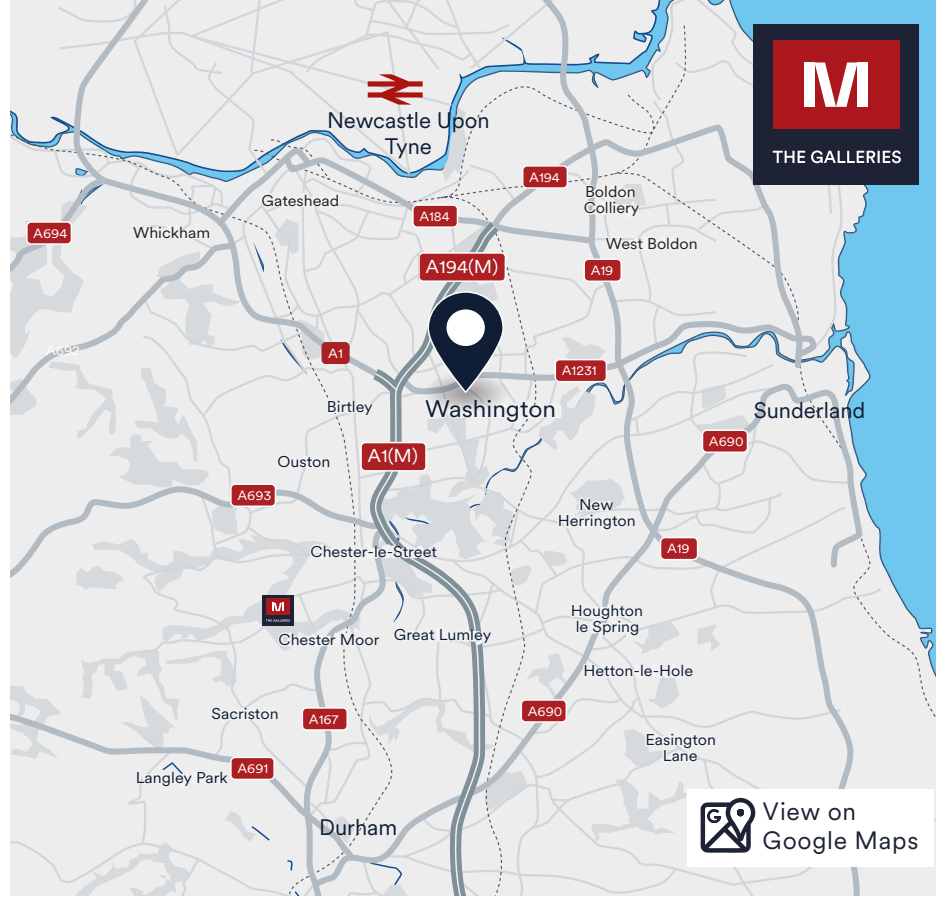 M
THE GALLERIES
Newcastle Upon
Tyne
A194
Boldon
Colliery
Gateshead
A184
A694
Whickham
West Boldon
A194(M)
A19
A692
A1
A1231
Birtley
Washington
Sunderland
A690
A1(M)
Ouston
A693
New
Herrington
Chester-le-Street
A19
M
THE GALLERIES
Houghton
le Spring
Chester Moor
Great Lumley
Hetton-le-Hole
Sacriston
A167
A690
Easington
Lane
A691
Langley Park
G
View on
Google Maps
Durham